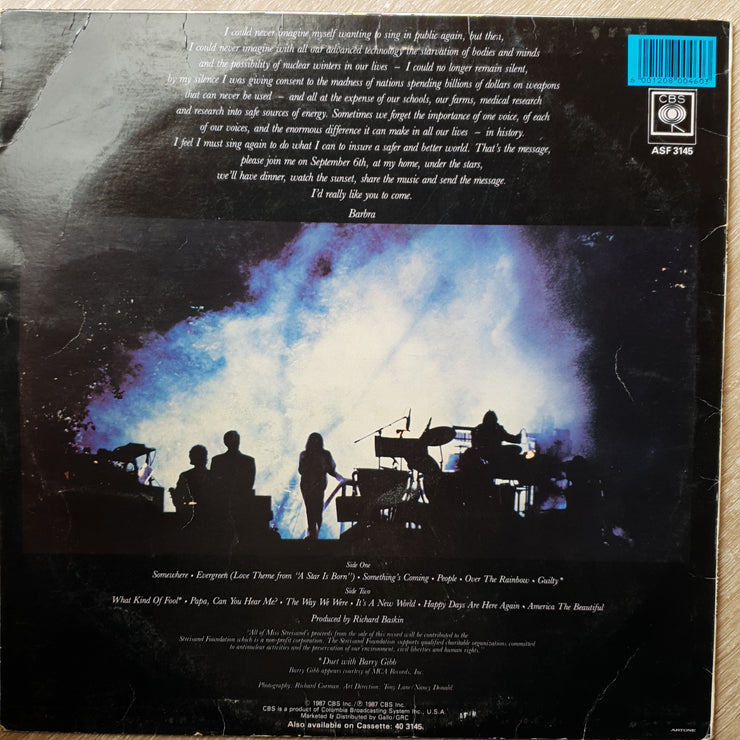 I could never imagine myself wanting to sing in public again, but then,
I could never imagine with all our advanced technology the starvation of bodies and minds
and the possibility of nuclear winters in our lives – I could no longer remain silent,
by my silence I was giving consent to the madness of nations spending billions of dollars on weapons
that can never be used – and all at the expense of our schools, our farms, medical research
and research into safe sources of energy. Sometimes we forget the importance of one voice, of each
of our voices, and the enormous difference it can make in all our lives – in history.
I feel I must sing again to do what I can to insure a safer and better world. That's the message,
please join me on September 6th, at my home, under the stars,
we'll have dinner, watch the sunset, share the music and send the message.
I'd really like you to come.
Barbra
6 001208 004603
CBS
ASF 3145
Side One
Somewhere • Evergreen (Love Theme from "A Star Is Born") • Something's Coming • People • Over The Rainbow • Guilty*
Side Two
What Kind Of Fool* • Papa, Can You Hear Me? • The Way We Were • It's A New World • Happy Days Are Here Again • America The Beautiful
Produced by Richard Baskin
"All of Miss Streisand's proceeds from the sale of this record will be contributed to the
Streisand Foundation which is a non-profit corporation. The Streisand Foundation supports qualified charitable organizations committed
to antinuclear activities and the preservation of our environment, civil liberties and human rights."
*Duet with Barry Gibb
Barry Gibb appears courtesy of MCA Records, Inc.
Photography: Richard Corman. Art Direction: Tony Lane/Nancy Donald.
© 1987 CBS Inc./℗ 1987 CBS Inc.
CBS is a product of Columbia Broadcasting System Inc., U.S.A.
Marketed & Distributed by Gallo/GRC
Also available on Cassette: 40 3145.
ARTONE